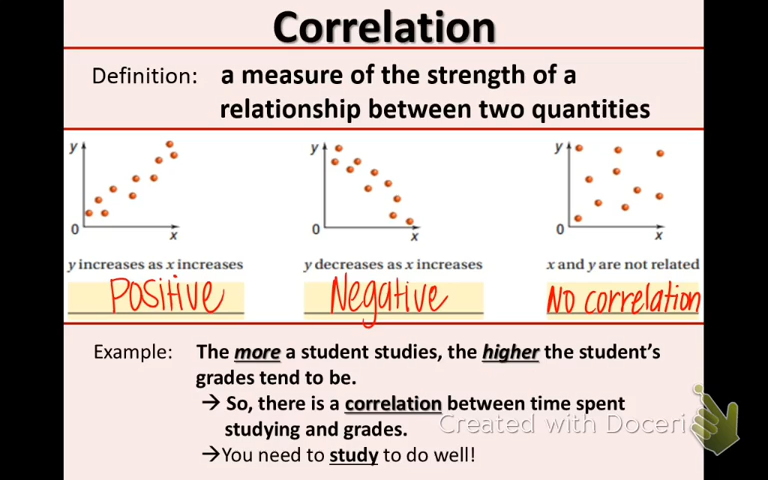 Correlation
Definition: a measure of the strength of a
relationship between two quantities
y y y
0 x 0 x 0 x
y increases as x increases y decreases as x increases x and y are not related
Positive Negative No correlation
Example: The more a student studies, the higher the student's
grades tend to be.
→ So, there is a correlation between time spent
studying and grades.
→You need to study to do well!
Created with Doceri